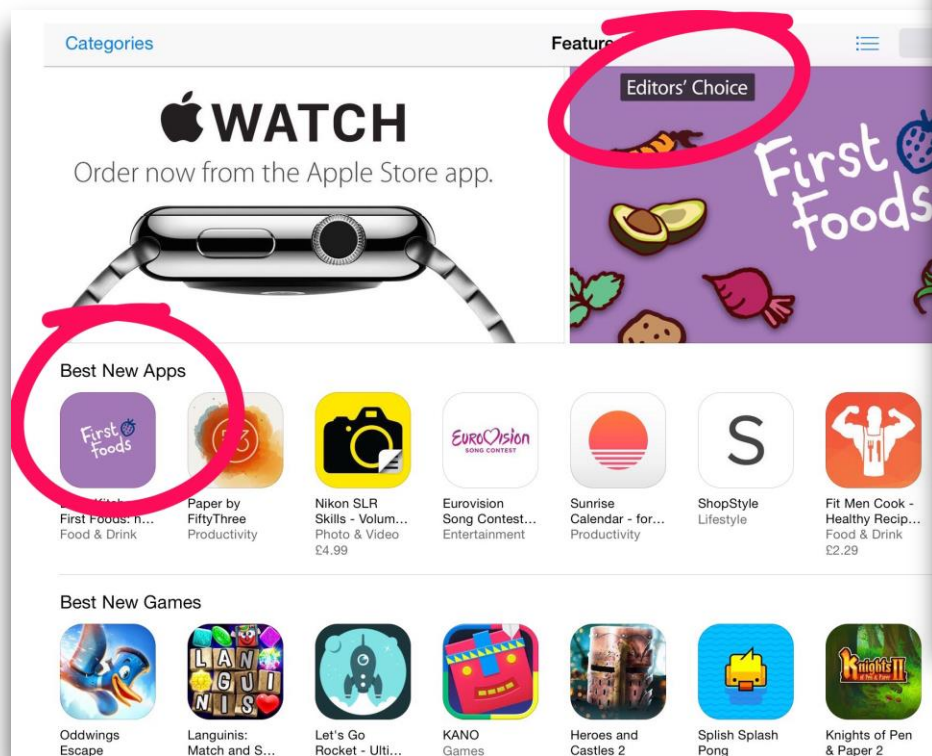 Categories
Editors' Choice
WATCH
Order now from the Apple Store app.
First
Foods
Best New Apps
First
Foods
53
EUROVISION
SONG CONTEST
S
First Foods: h...
Food & Drink
Paper by
FiftyThree
Productivity
Nikon SLR
Skills - Volum...
Photo & Video
£4.99
Eurovision
Song Contest...
Entertainment
Sunrise
Calendar - for...
Productivity
ShopStyle
Lifestyle
Fit Men Cook -
Healthy Recip...
Food & Drink
£2.29
Best New Games
LAN
GUI
NIS
Knights II
of Pen & Paper
Oddwings
Escape
Languinis:
Match and S...
Let's Go
Rocket - Ulti...
KANO
Games
Heroes and
Castles 2
Splish Splash
Pong
Knights of Pen
& Paper 2